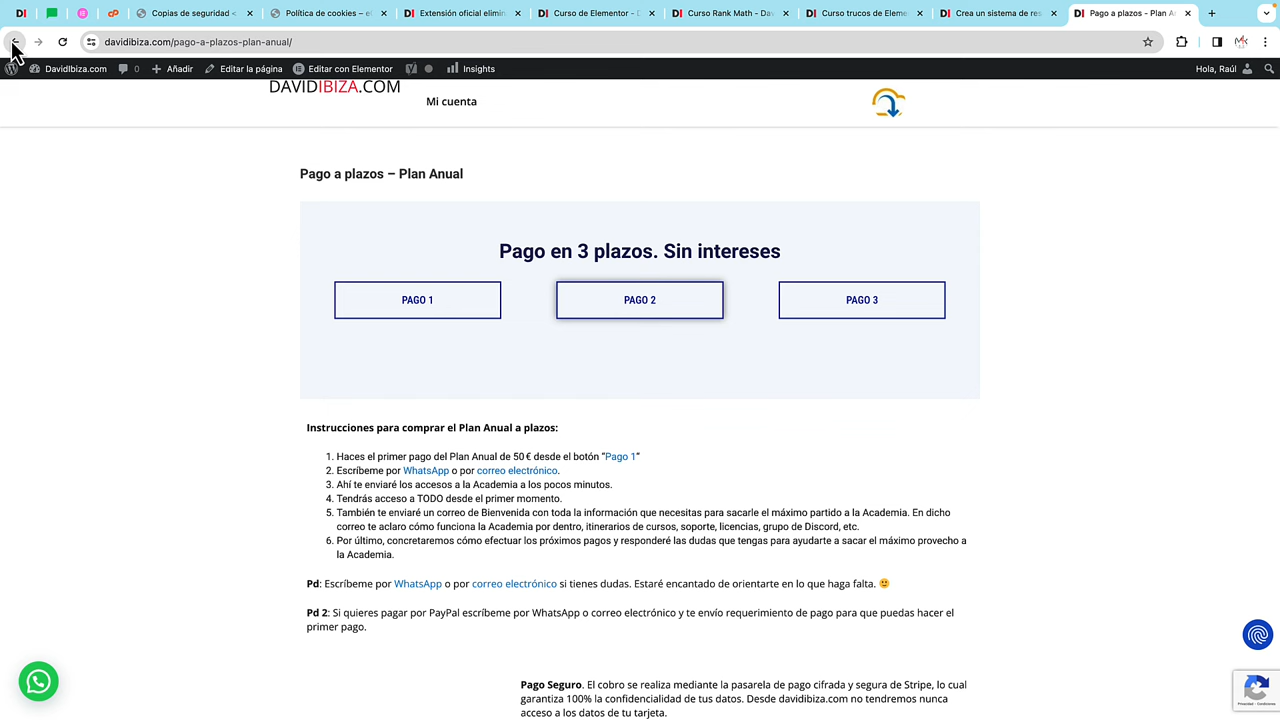 Copias de seguridad <
Política de cookies – el
Extensión oficial elimin
Curso de Elementor - D
Curso Rank Math - Dav
Curso trucos de Eleme
Crea un sistema de res
Pago a plazos - Plan A
davidibiza.com/pago-a-plazos-plan-anual/
DavidIbiza.com
0
Añadir
Editar la página
Editar con Elementor
Insights
Hola, Raúl
DAVIDIBIZA.COM
Mi cuenta
Pago a plazos – Plan Anual
Pago en 3 plazos. Sin intereses
PAGO 1
PAGO 2
PAGO 3
Instrucciones para comprar el Plan Anual a plazos:
1. Haces el primer pago del Plan Anual de 50 € desde el botón “Pago 1”
2. Escríbeme por WhatsApp o por correo electrónico.
3. Ahí te enviaré los accesos a la Academia a los pocos minutos.
4. Tendrás acceso a TODO desde el primer momento.
5. También te enviaré un correo de Bienvenida con toda la información que necesitas para sacarle el máximo partido a la Academia. En dicho
correo te aclaro cómo funciona la Academia por dentro, itinerarios de cursos, soporte, licencias, grupo de Discord, etc.
6. Por último, concretaremos cómo efectuar los próximos pagos y responderé las dudas que tengas para ayudarte a sacar el máximo provecho a
la Academia.
Pd: Escríbeme por WhatsApp o por correo electrónico si tienes dudas. Estaré encantado de orientarte en lo que haga falta. 🙂
Pd 2: Si quieres pagar por PayPal escríbeme por WhatsApp o correo electrónico y te envío requerimiento de pago para que puedas hacer el
primer pago.
Pago Seguro. El cobro se realiza mediante la pasarela de pago cifrada y segura de Stripe, lo cual
garantiza 100% la confidencialidad de tus datos. Desde davidibiza.com no tendremos nunca
acceso a los datos de tu tarjeta.
Privacidad - Condiciones